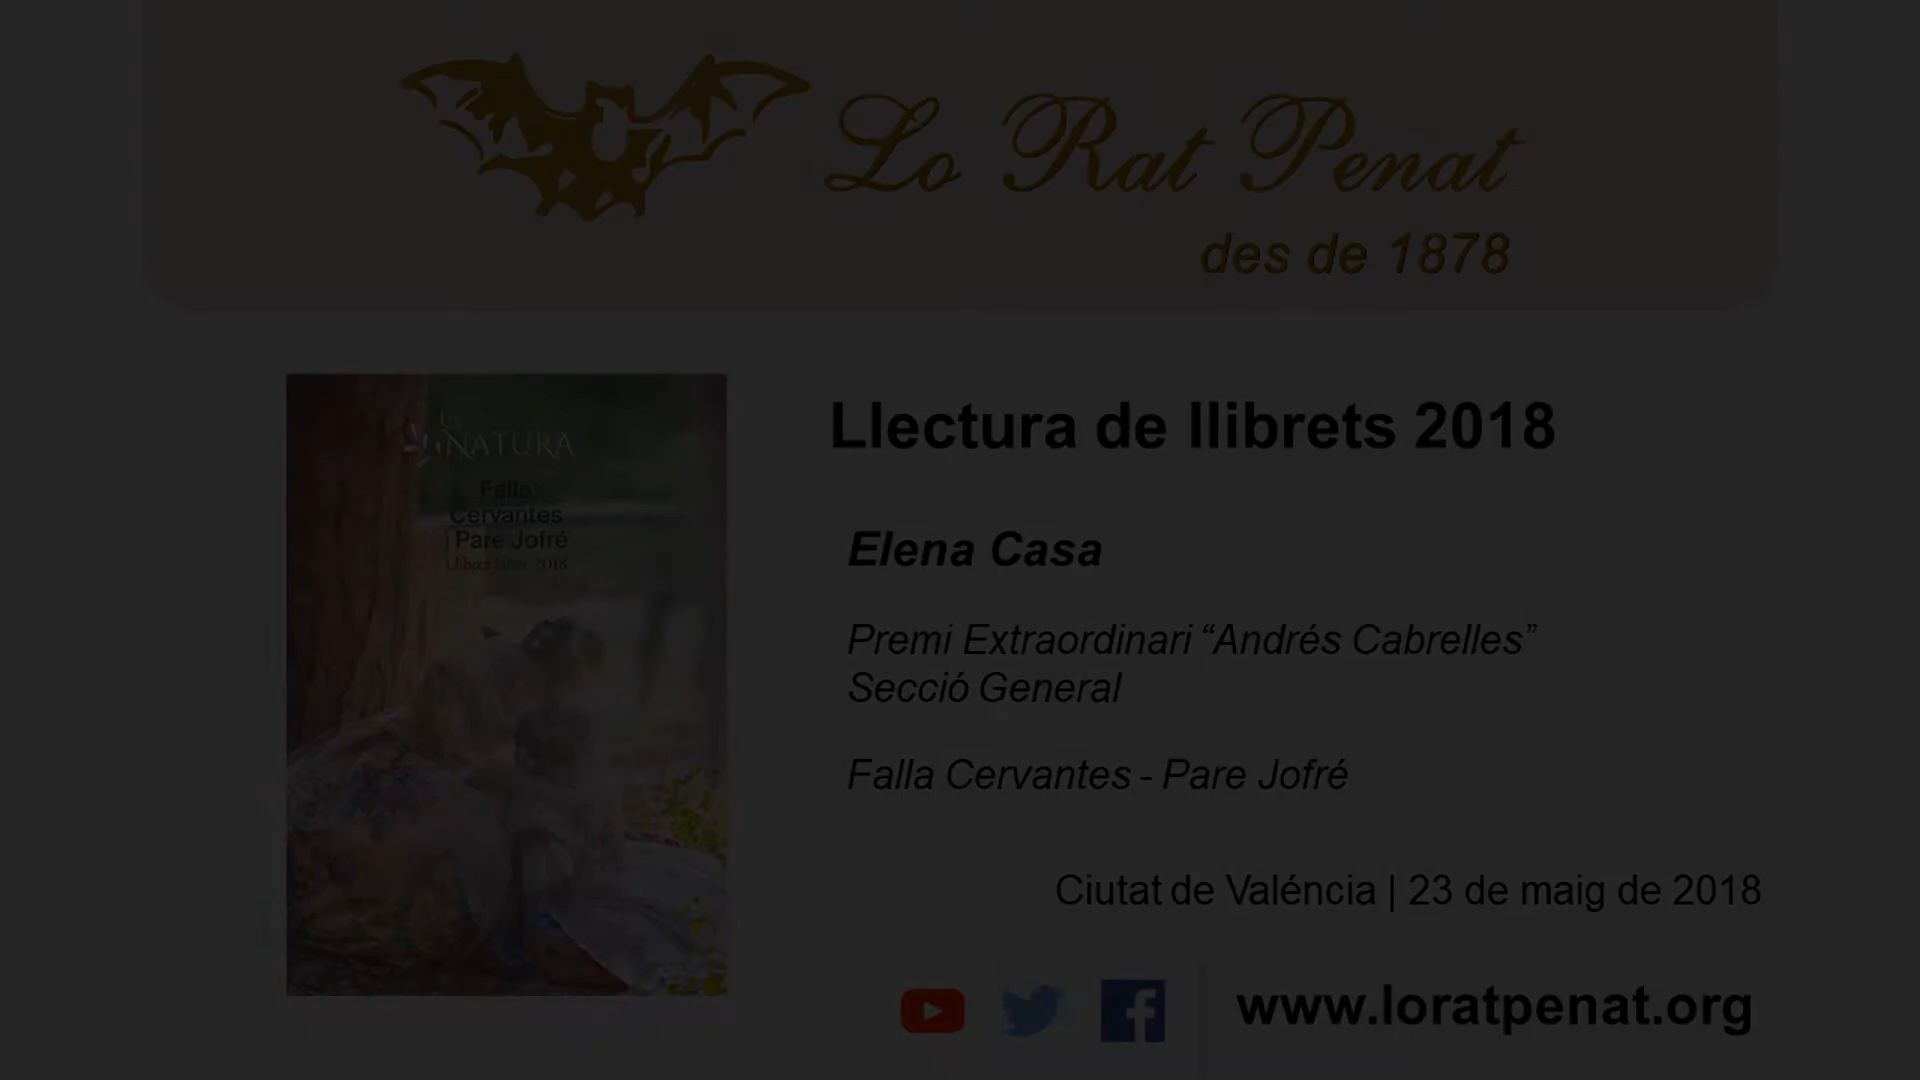 Lo Rat Penat
des de 1878
La
NATURA
Falla
Cervantes
i Pare Jofré
Llibret faller 2018
Llectura de llibrets 2018
Elena Casa
Premi Extraordinari “Andrés Cabrelles”
Secció General
Falla Cervantes - Pare Jofré
Ciutat de Valéncia | 23 de maig de 2018
www.loratpenat.org